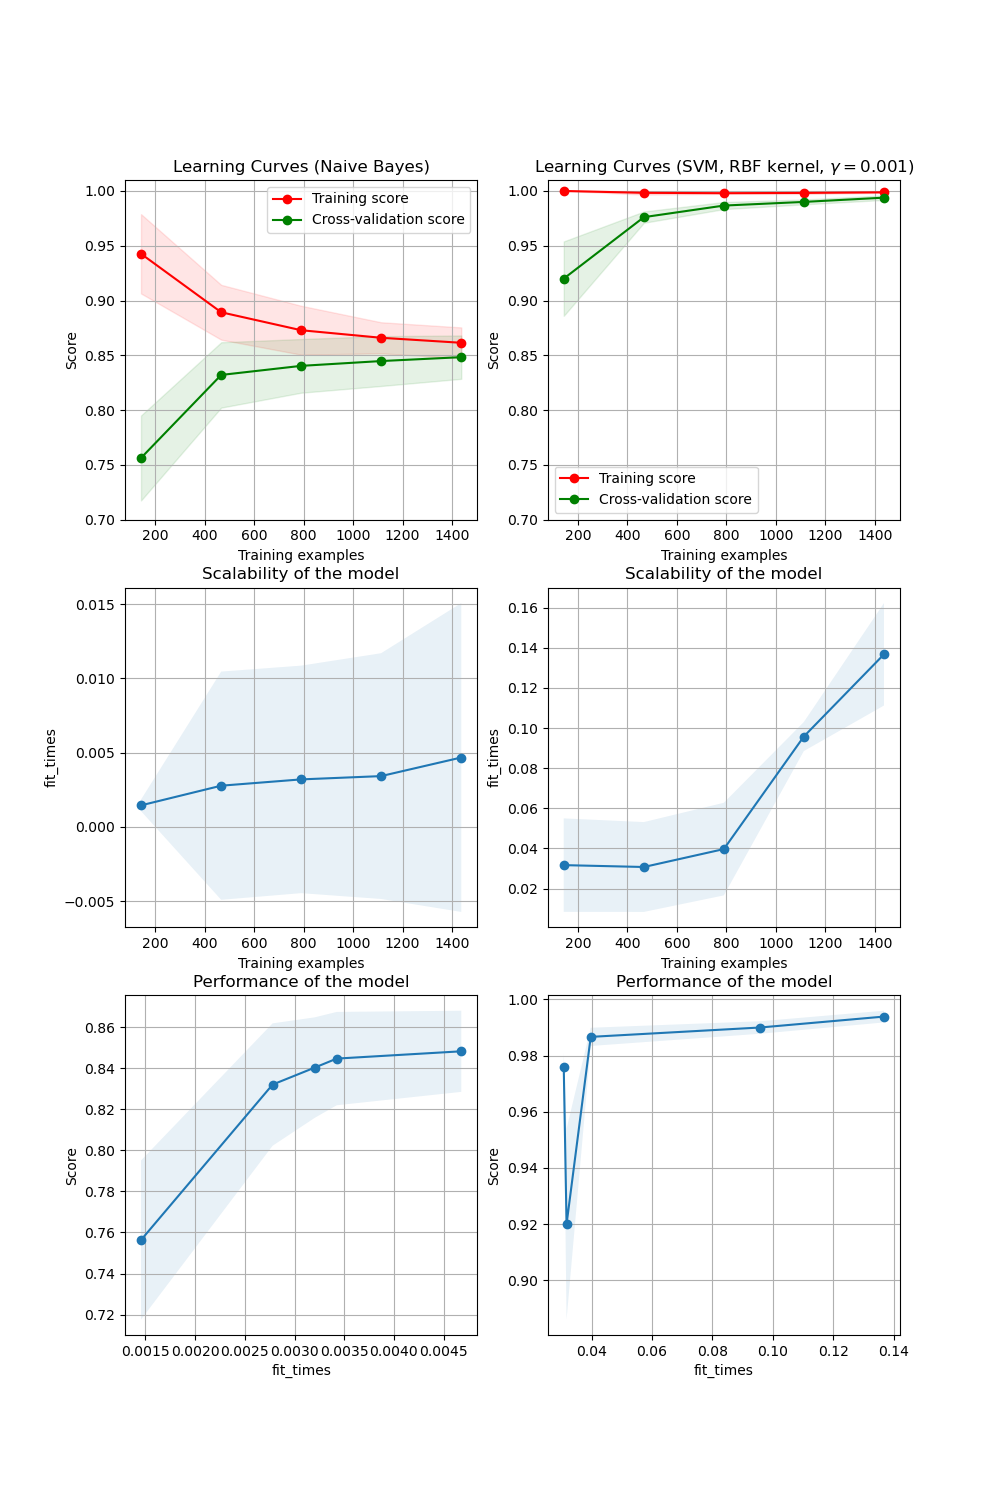 Learning Curves (Naive Bayes)
1.00
0.95
0.90
0.85
0.80
0.75
0.70
Score
Training score
Cross-validation score
200 400 600 800 1000 1200 1400
Training examples
Learning Curves (SVM, RBF kernel, γ = 0.001)
1.00
0.95
0.90
0.85
0.80
0.75
0.70
Score
Training score
Cross-validation score
200 400 600 800 1000 1200 1400
Training examples
Scalability of the model
0.015
0.010
0.005
0.000
−0.005
fit_times
200 400 600 800 1000 1200 1400
Training examples
Scalability of the model
0.16
0.14
0.12
0.10
0.08
0.06
0.04
0.02
fit_times
200 400 600 800 1000 1200 1400
Training examples
Performance of the model
0.86
0.84
0.82
0.80
0.78
0.76
0.74
0.72
Score
0.0015 0.0020 0.0025 0.0030 0.0035 0.0040 0.0045
fit_times
Performance of the model
1.00
0.98
0.96
0.94
0.92
0.90
Score
0.04 0.06 0.08 0.10 0.12 0.14
fit_times